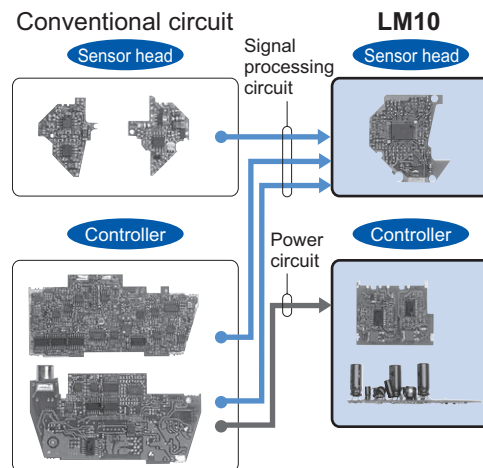 Conventional circuit
LM10
Sensor head
Signal
processing
circuit
Sensor head
Controller
Power
circuit
Controller